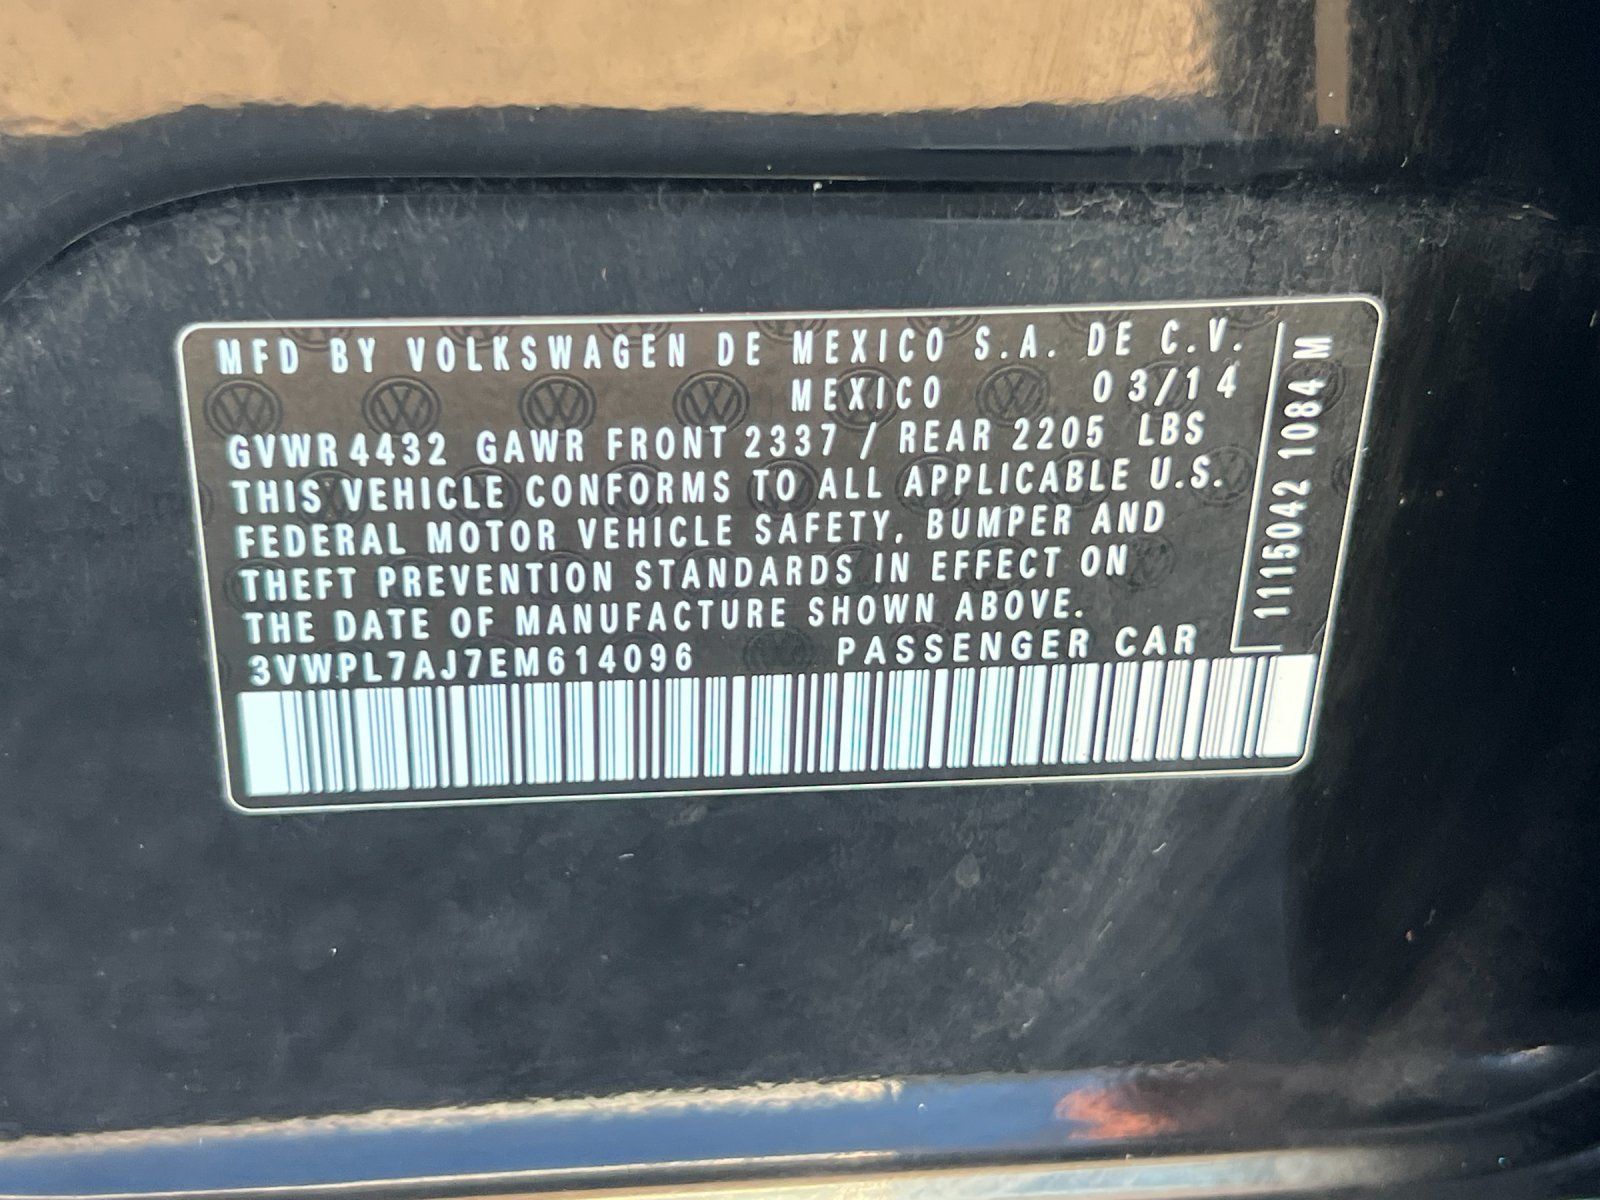 MFD BY VOLKSWAGEN DE MEXICO S.A. DE C.V.
MEXICO 03/14
GVWR 4432 GAWR FRONT 2337 / REAR 2205 LBS
THIS VEHICLE CONFORMS TO ALL APPLICABLE U.S.
FEDERAL MOTOR VEHICLE SAFETY, BUMPER AND
THEFT PREVENTION STANDARDS IN EFFECT ON
THE DATE OF MANUFACTURE SHOWN ABOVE.
3VWPL7AJ7EM614096 PASSENGER CAR
1115042 1084 M